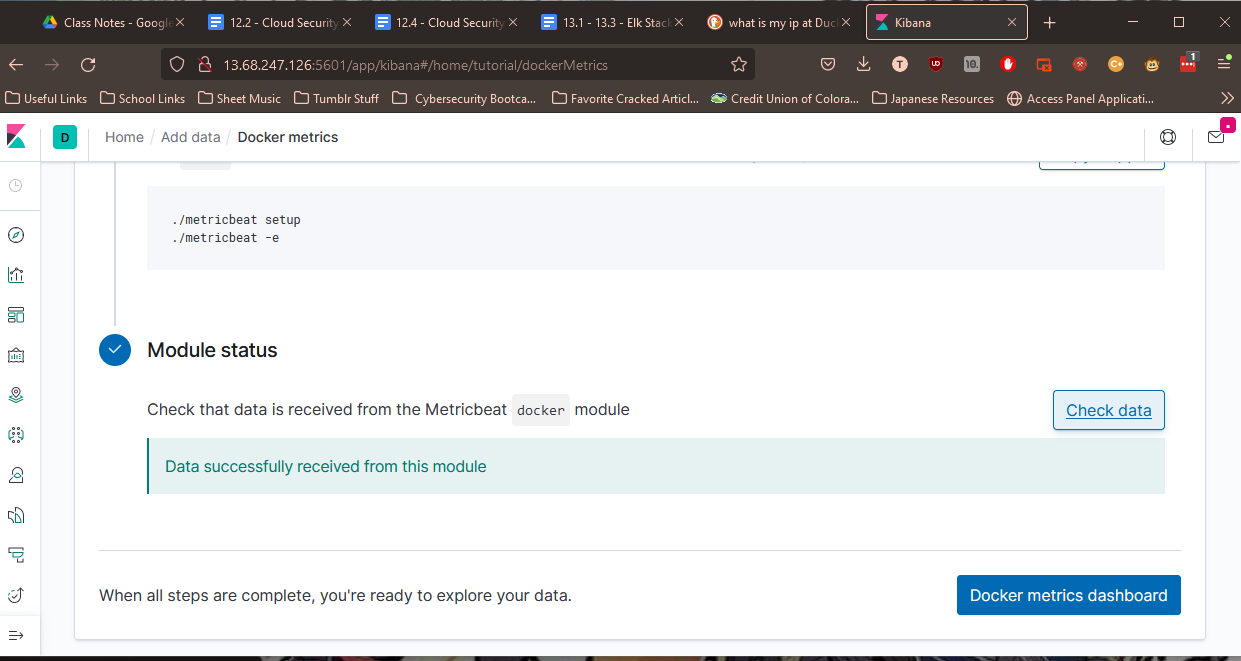 Class Notes - Google
12.2 - Cloud Security
12.4 - Cloud Security
13.1 - 13.3 - Elk Stack
what is my ip at Duc
Kibana
13.68.247.126:5601/app/kibana#/home/tutorial/dockerMetrics
T
UD
10.
C+
1
Useful Links
School Links
Sheet Music
Tumblr Stuff
Cybersecurity Bootca...
Favorite Cracked Articl...
Credit Union of Colora...
Japanese Resources
Access Panel Applicati...
D
Home / Add data / Docker metrics
./metricbeat setup
./metricbeat -e
Module status
Check that data is received from the Metricbeat docker module
Check data
Data successfully received from this module
When all steps are complete, you're ready to explore your data.
Docker metrics dashboard